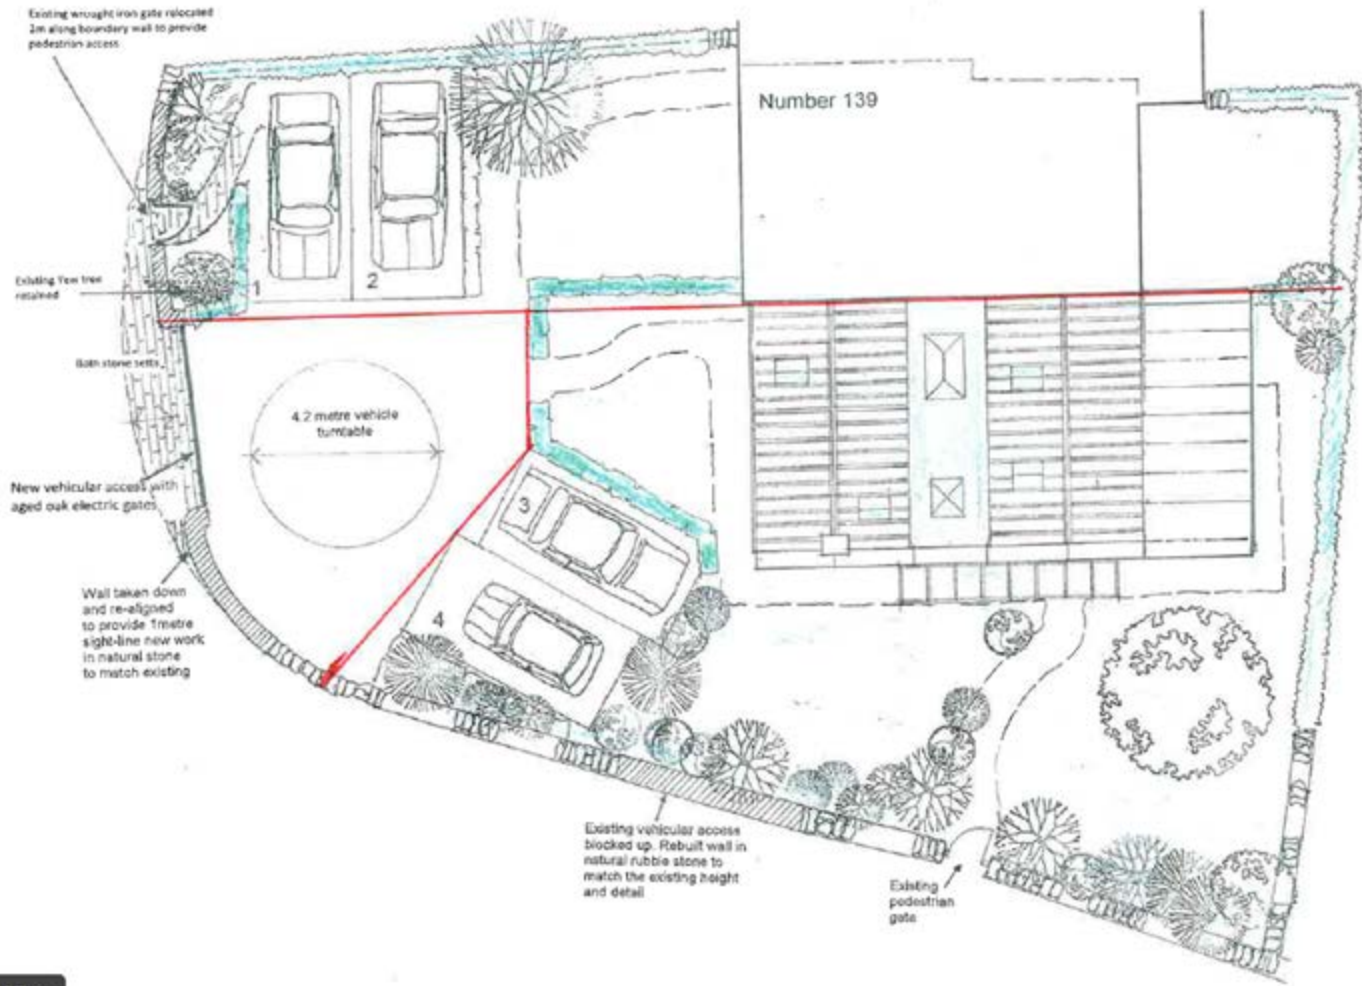 Existing wrought iron gate relocated
2m along boundary wall to provide
pedestrian access
Number 139
1
2
Existing Yew tree
retained
Bath stone setts
4.2 metre vehicle
turntable
New vehicular access with
aged oak electric gates
3
4
Wall taken down
and re-aligned
to provide 1metre
sight-line new work
in natural stone
to match existing
Existing vehicular access
blocked up. Rebuilt wall in
natural rubble stone to
match the existing height
and detail
Existing
pedestrian
gate